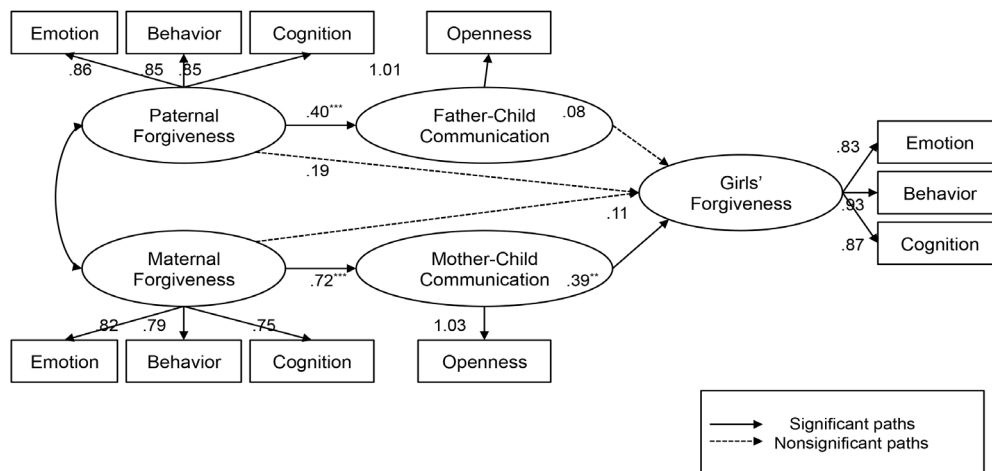 Emotion
Behavior
Cognition
Openness
.86
.85
.85
1.01
Paternal
Forgiveness
.40***
Father-Child
Communication
.08
.19
Girls'
Forgiveness
.83
Emotion
.93
Behavior
.87
Cognition
.11
Maternal
Forgiveness
.72***
Mother-Child
Communication
.39**
.82
.79
.75
1.03
Emotion
Behavior
Cognition
Openness
Significant paths
Nonsignificant paths